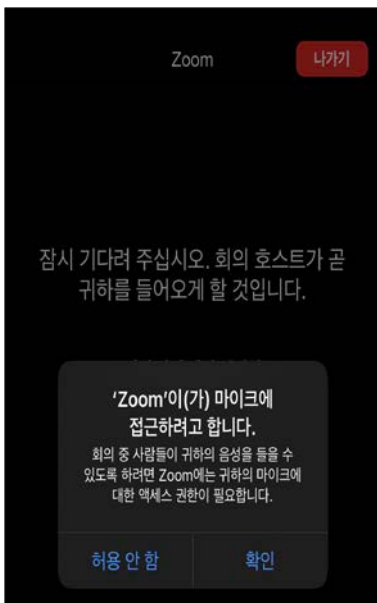 Zoom
나가기
잠시 기다려 주십시오. 회의 호스트가 곧
귀하를 들어오게 할 것입니다.
'Zoom'이(가) 마이크에
접근하려고 합니다.
회의 중 사람들이 귀하의 음성을 들을 수
있도록 하려면 Zoom에는 귀하의 마이크에
대한 액세스 권한이 필요합니다.
허용 안 함
확인